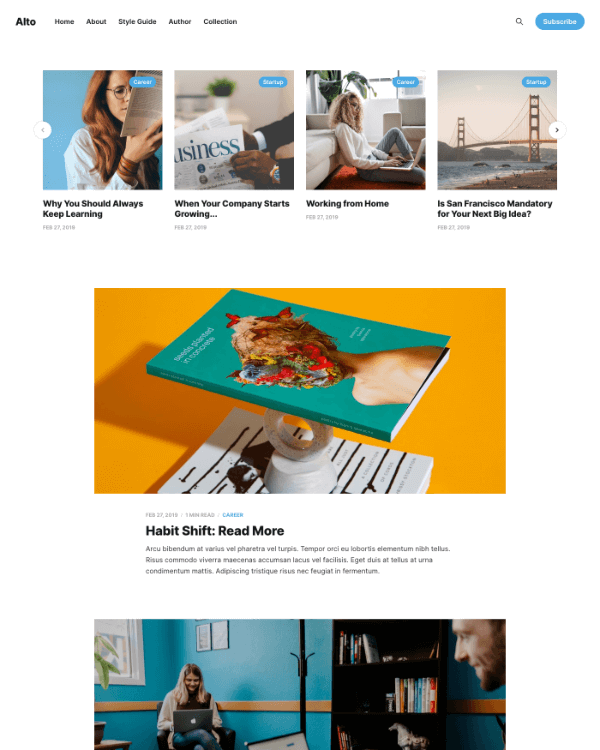 Alto
Home About Style Guide Author Collection
Subscribe
Career
Startup
Career
Startup
usiness
Why You Should Always
Keep Learning
FEB 27, 2019
When Your Company Starts
Growing...
FEB 27, 2019
Working from Home
FEB 27, 2019
Is San Francisco Mandatory
for Your Next Big Idea?
FEB 27, 2019
seeds planted
in concrete
FEB 27, 2019 / 1 MIN READ / CAREER
Habit Shift: Read More
Arcu bibendum at varius vel pharetra vel turpis. Tempor orci eu lobortis elementum nibh tellus.
Risus commodo viverra maecenas accumsan lacus vel facilisis. Eget duis at tellus at urna
condimentum mattis. Adipiscing tristique risus nec feugiat in fermentum.